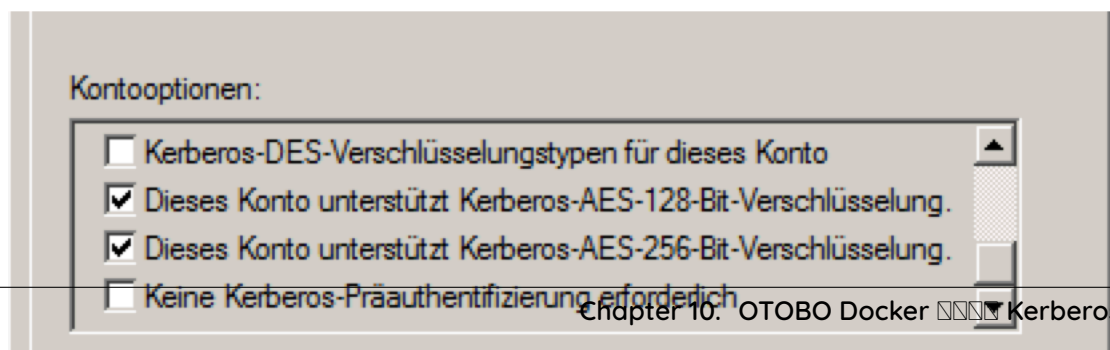 Kontooptionen:
Kerberos-DES-Verschlüsselungstypen für dieses Konto
Dieses Konto unterstützt Kerberos-AES-128-Bit-Verschlüsselung.
Dieses Konto unterstützt Kerberos-AES-256-Bit-Verschlüsselung.
Keine Kerberos-Präauthentifizierung erforderlich
Chapter 10. OTOBO Docker Kerbero